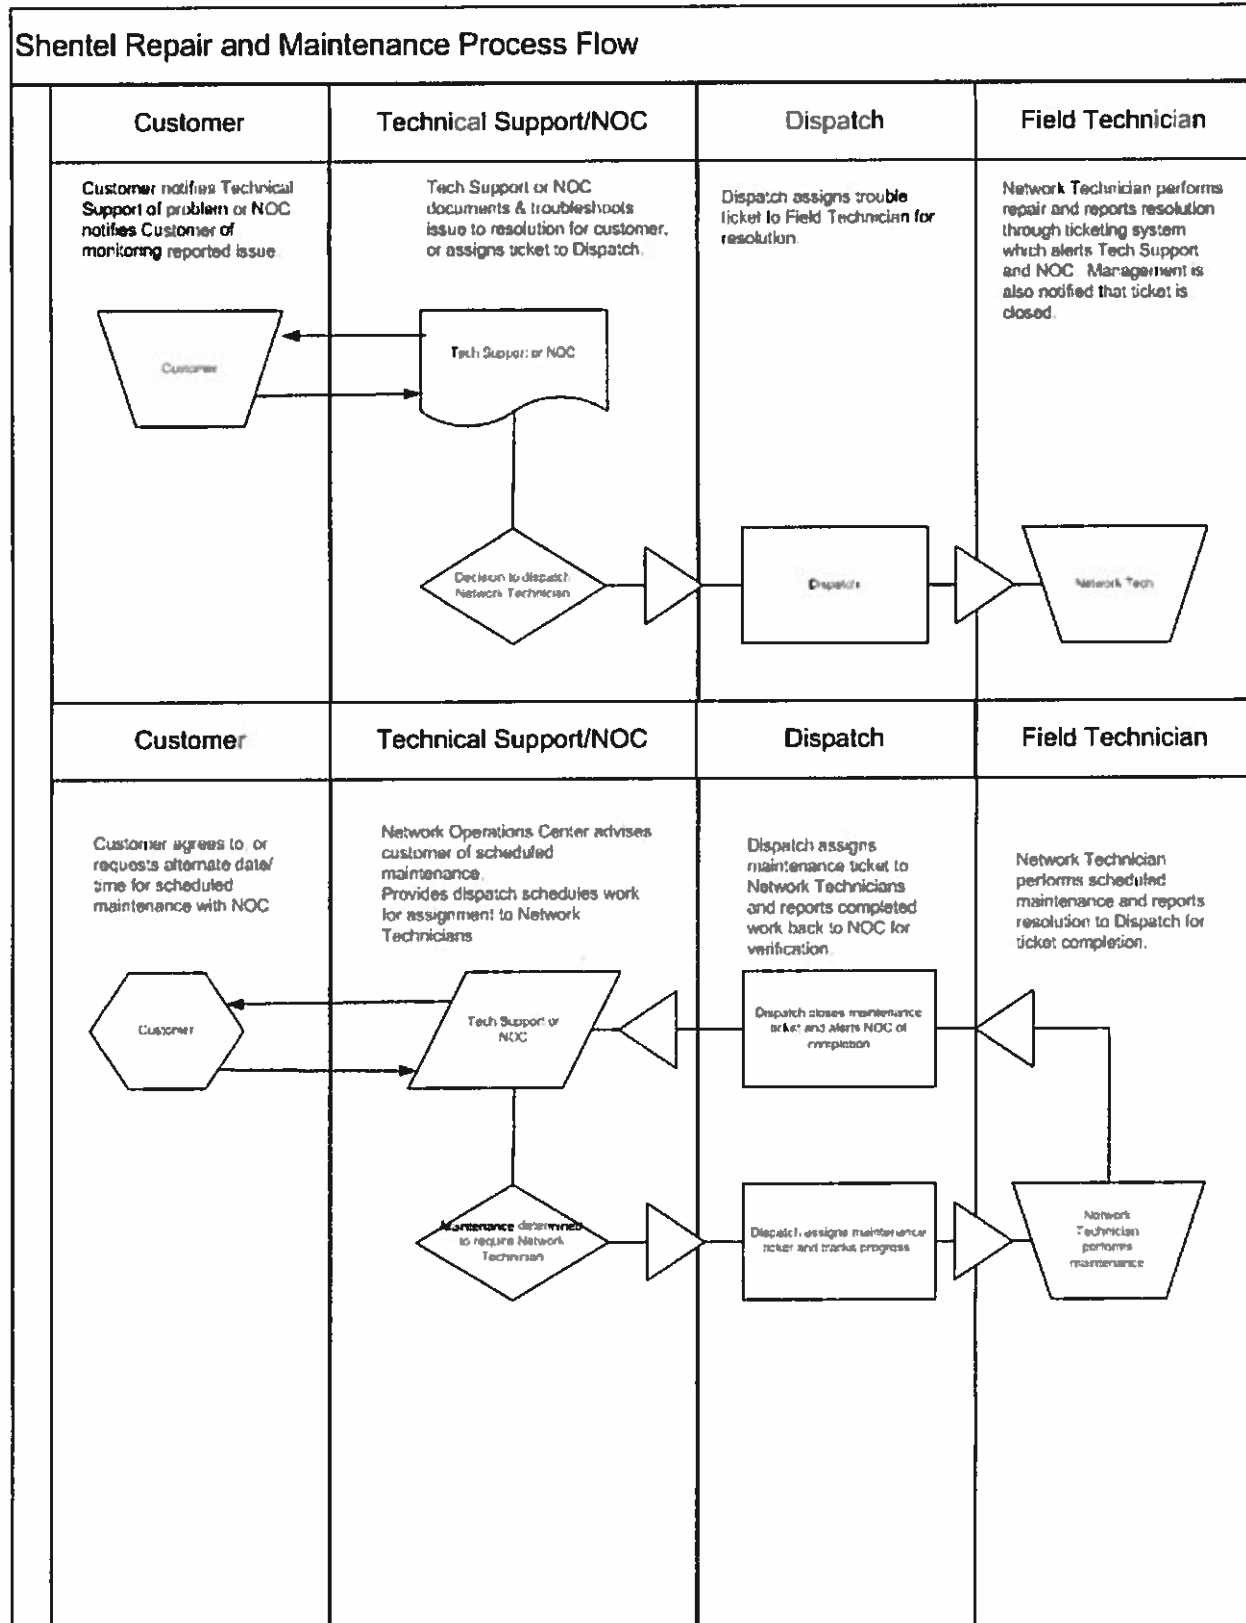 Shentel Repair and Maintenance Process Flow
Customer
Technical Support/NOC
Dispatch
Field Technician
Customer notifies Technical
Support of problem or NOC
notifies Customer of
monitoring reported issue.
Tech Support or NOC
documents & troubleshoots
issue to resolution for customer,
or assigns ticket to Dispatch.
Dispatch assigns trouble
ticket to Field Technician for
resolution.
Network Technician performs
repair and reports resolution
through ticketing system
which alerts Tech Support
and NOC. Management is
also notified that ticket is
closed.
Customer
Tech Support or NOC
Decision to dispatch
Network Technician
Dispatch
Network Tech
Customer
Technical Support/NOC
Dispatch
Field Technician
Customer agrees to, or
requests alternate date/
time for scheduled
maintenance with NOC
Network Operations Center advises
customer of scheduled
maintenance.
Provides dispatch schedules work
for assignment to Network
Technicians
Dispatch assigns
maintenance ticket to
Network Technicians
and reports completed
work back to NOC for
verification.
Network Technician
performs scheduled
maintenance and reports
resolution to Dispatch for
ticket completion.
Customer
Tech Support or
NOC
Dispatch closes maintenance
ticket and alerts NOC of
completion
Maintenance determined
to require Network
Technician
Dispatch assigns maintenance
ticket and tracks progress
Network
Technician
performs
maintenance